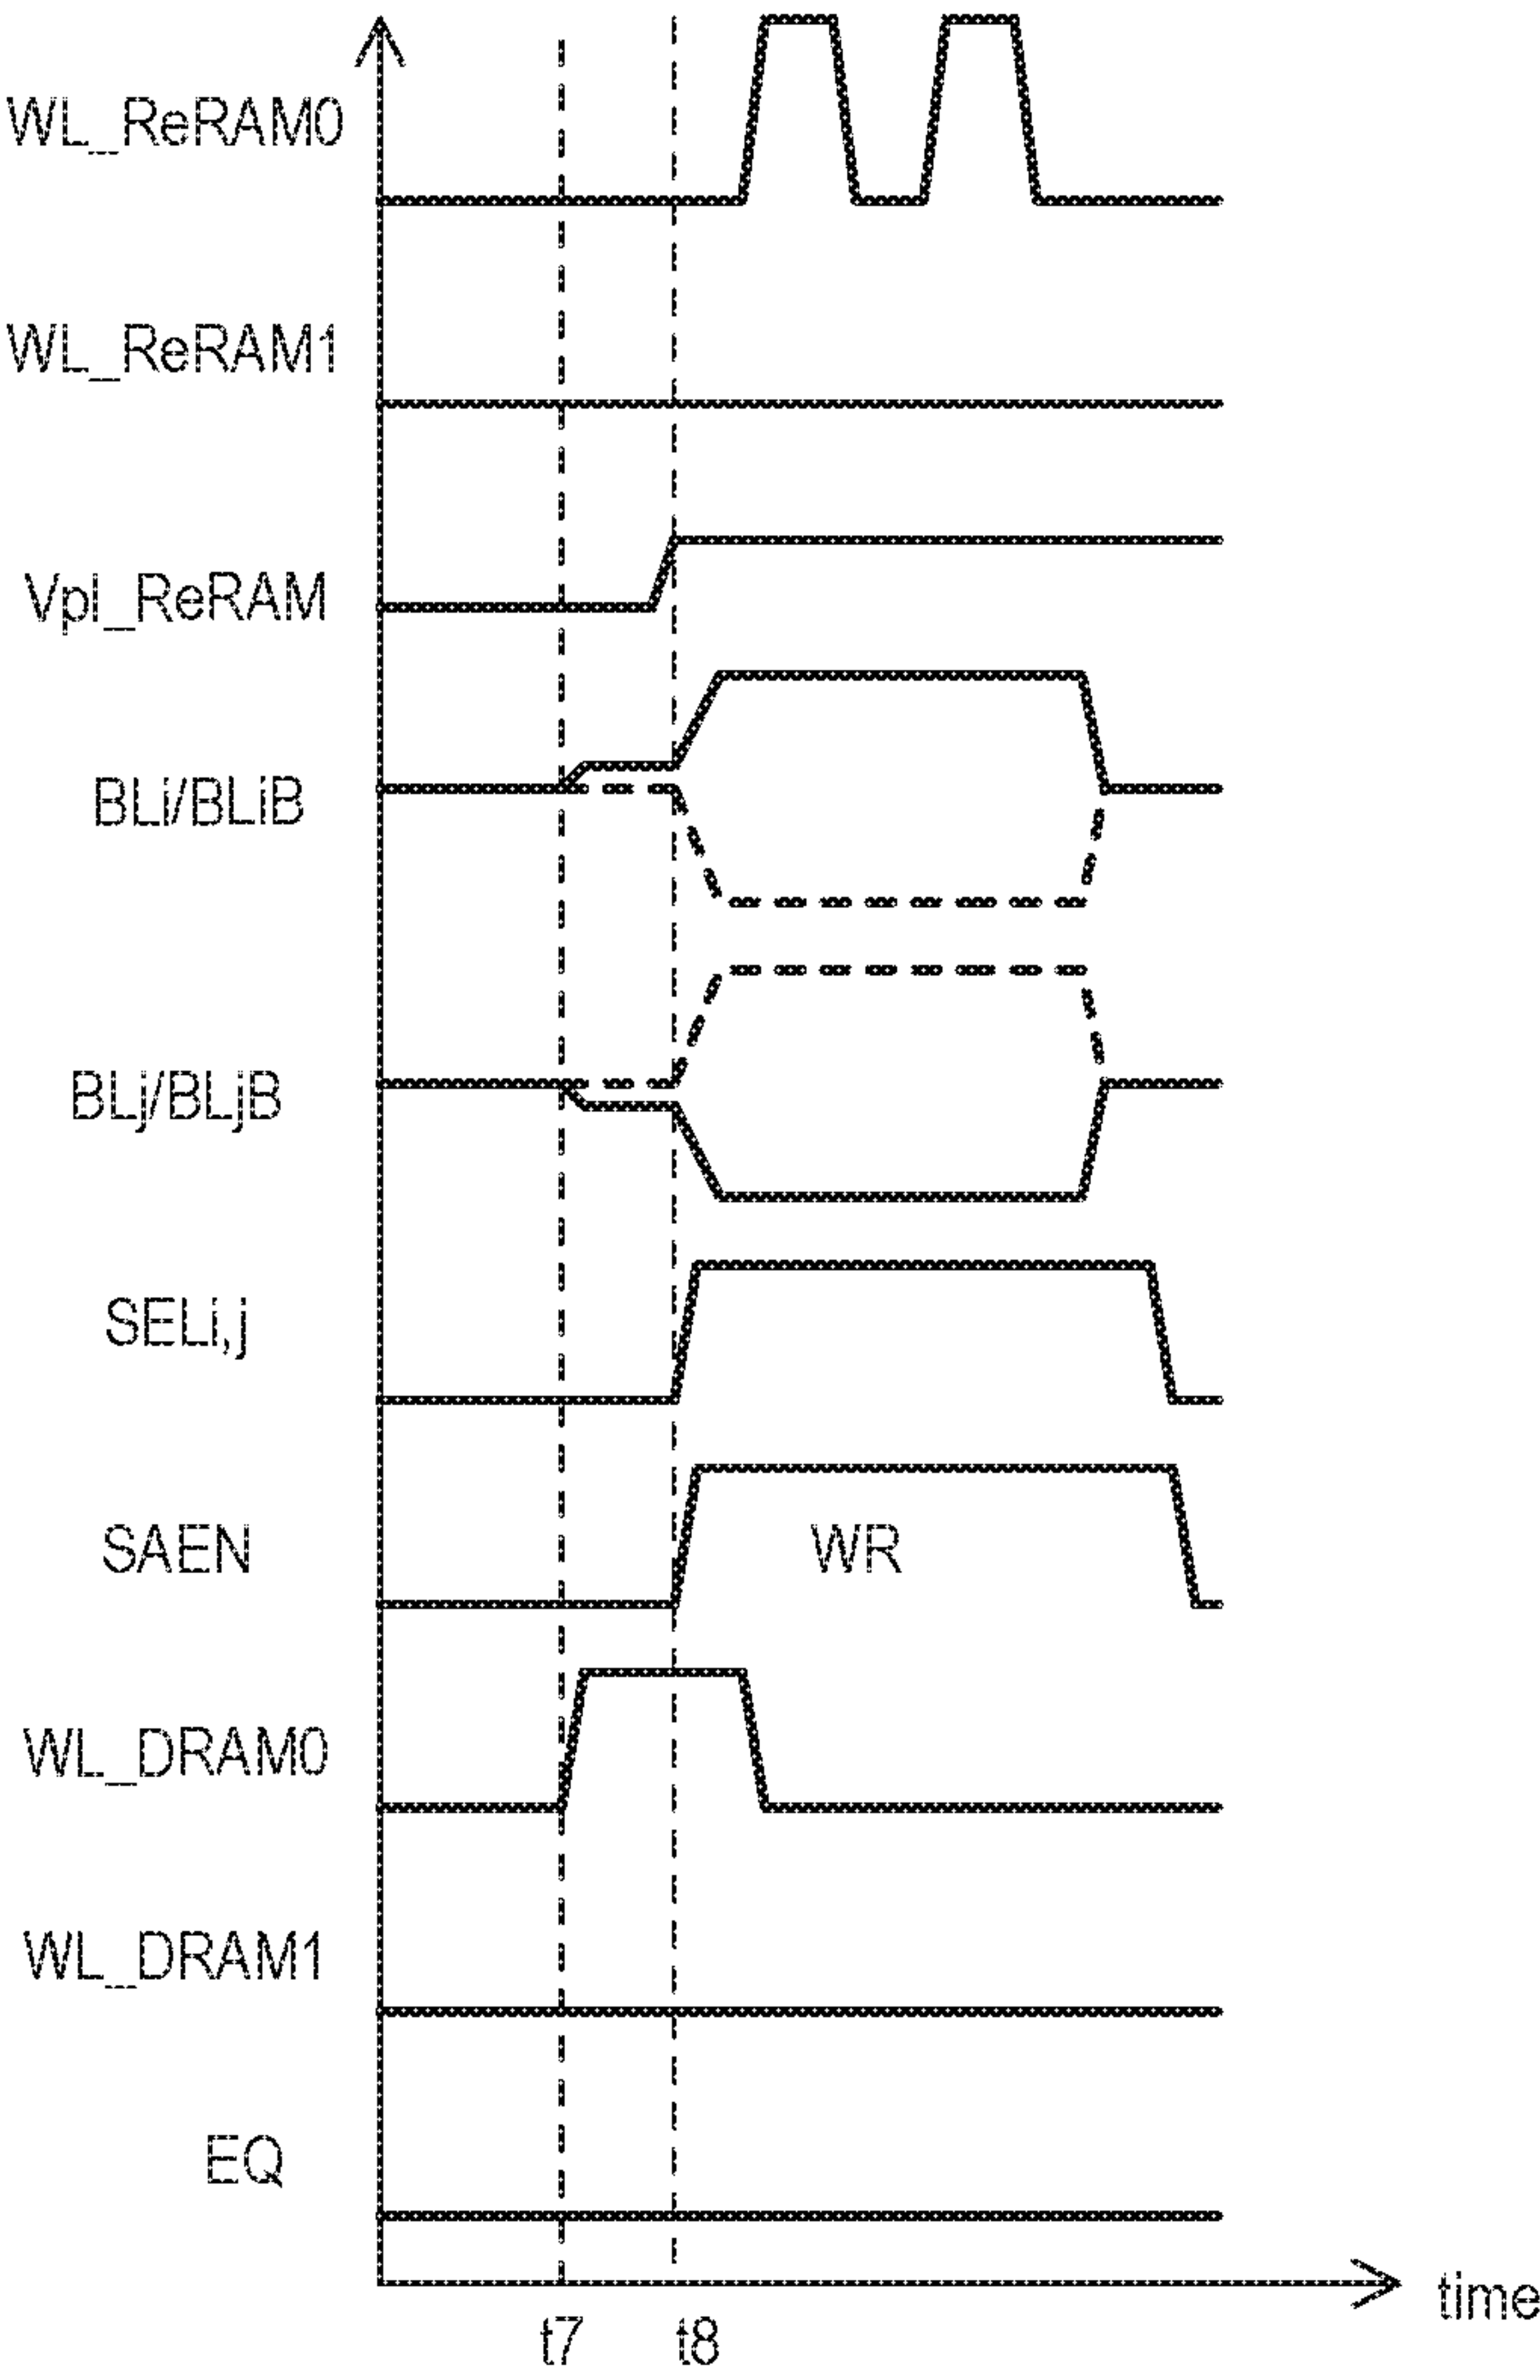 WL_ReRAM0
WL_ReRAM1
Vpl_ReRAM
BLi/BLiB
BLj/BLjB
SELi,j
SAEN
WR
WL_DRAM0
WL_DRAM1
EQ
time
t7
t8